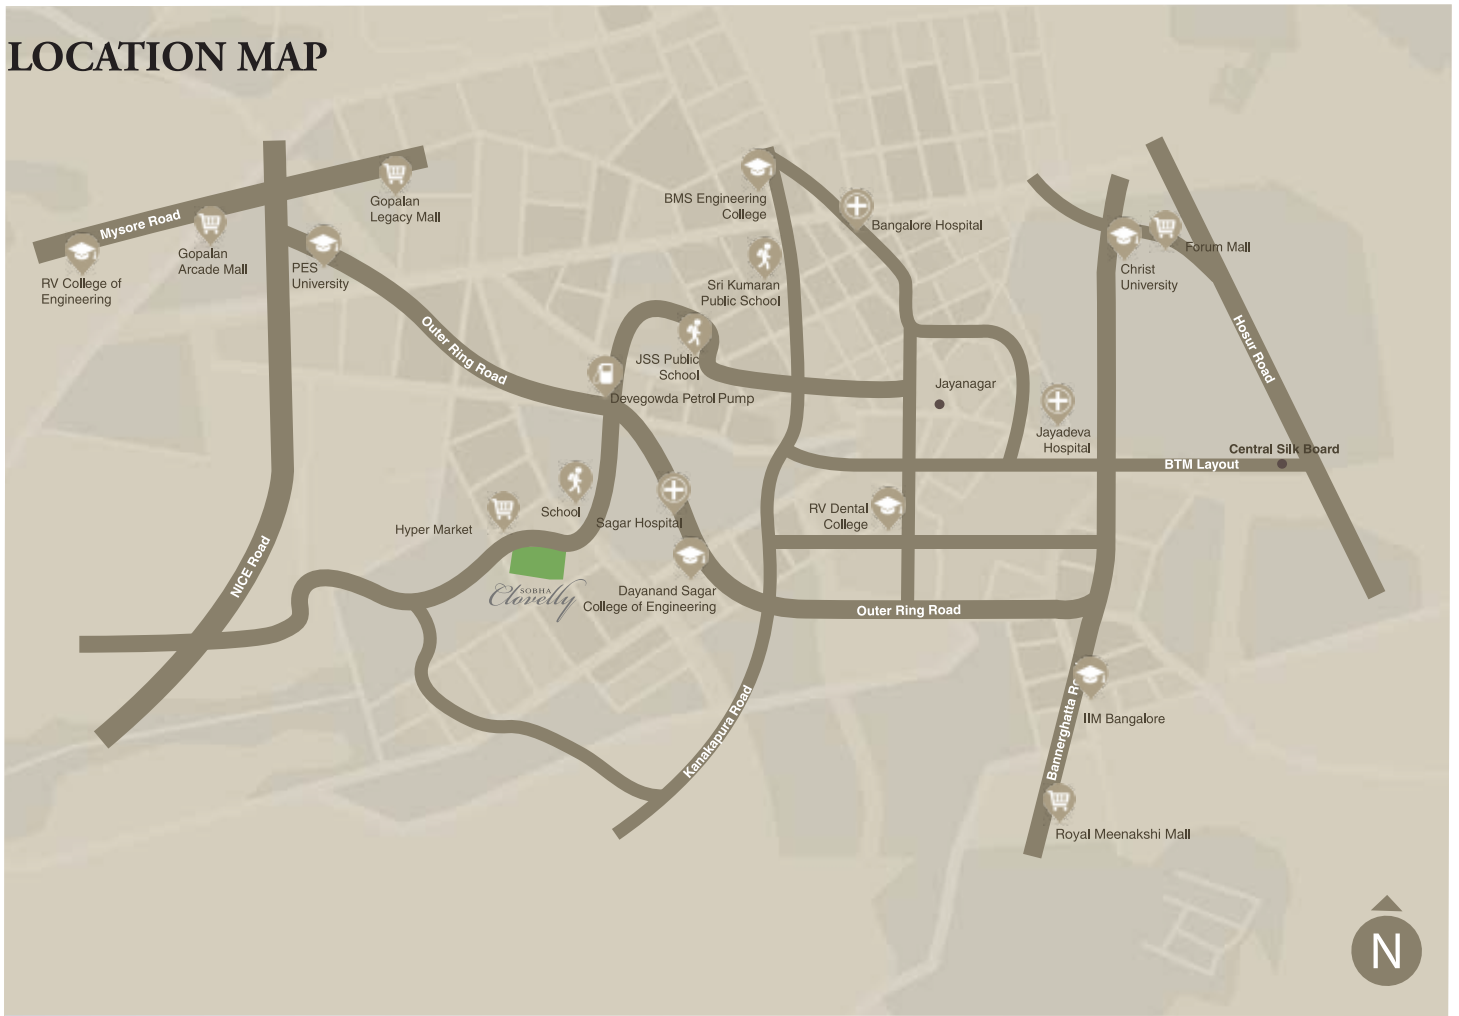 LOCATION MAP
Mysore Road
Gopalan
Legacy Mall
Gopalan
Arcade Mall
RV College of
Engineering
PES
University
BMS Engineering
College
Bangalore Hospital
Sri Kumaran
Public School
Forum Mall
Christ
University
Outer Ring Road
Hosur Road
JSS Public
School
Devegowda Petrol Pump
Jayanagar
Jayadeva
Hospital
Central Silk Board
BTM Layout
School
Hyper Market
Sagar Hospital
RV Dental
College
NICE Road
SOBHA
Clovelly
Dayanand Sagar
College of Engineering
Outer Ring Road
Kanakapura Road
Bannerghatta Ro
IIM Bangalore
Royal Meenakshi Mall
N